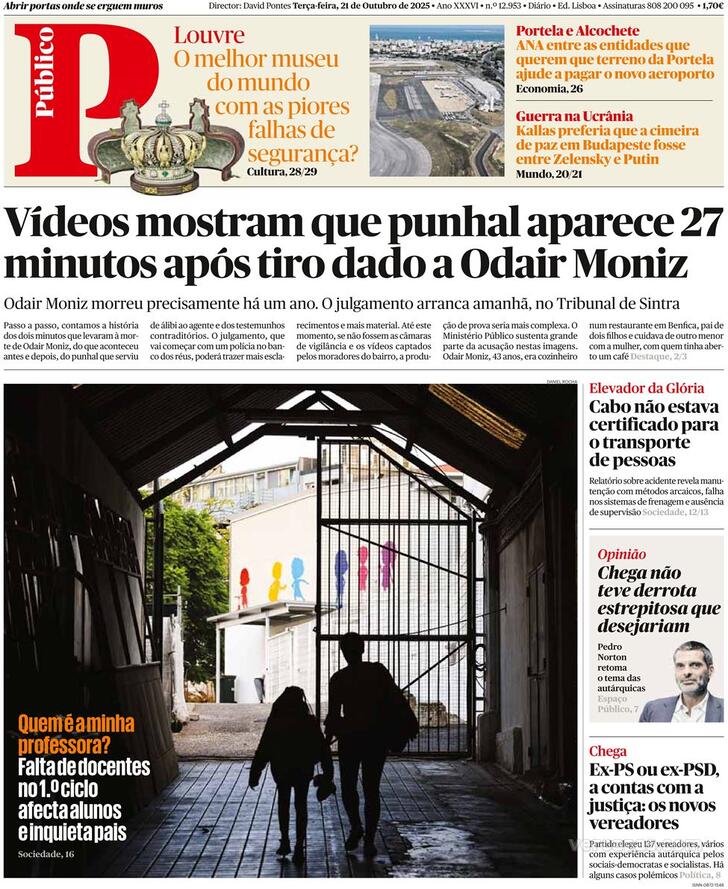 Abrir portas onde se erguem muros
Director: David Pontes Terça-feira, 21 de Outubro de 2025 • Ano XXXVI • n.º 12.953 • Diário • Ed. Lisboa • Assinaturas 808 200 095 • 1,70€
Público
P
Louvre
O melhor museu
do mundo
com as piores
falhas de
segurança?
Cultura, 28/29
Portela e Alcochete
ANA entre as entidades que
querem que terreno da Portela
ajude a pagar o novo aeroporto
Economia, 26
Guerra na Ucrânia
Kallas preferia que a cimeira
de paz em Budapeste fosse
entre Zelensky e Putin
Mundo, 20/21
Vídeos mostram que punhal aparece 27
minutos após tiro dado a Odair Moniz
Odair Moniz morreu precisamente há um ano. O julgamento arranca amanhã, no Tribunal de Sintra
Passo a passo, contamos a história
dos dois minutos que levaram à mor-
te de Odair Moniz, do que aconteceu
antes e depois, do punhal que serviu
de álibi ao agente e dos testemunhos
contraditórios. O julgamento, que
vai começar com um polícia no ban-
co dos réus, poderá trazer mais escla-
recimentos e mais material. Até este
momento, se não fossem as câmaras
de vigilância e os vídeos captados
pelos moradores do bairro, a produ-
ção de prova seria mais complexa. O
Ministério Público sustenta grande
parte da acusação nestas imagens.
Odair Moniz, 43 anos, era cozinheiro
num restaurante em Benfica, pai de
dois filhos e cuidava de outro menor
com a mulher, com quem tinha aber-
to um café Destaque, 2/3
DANIEL ROCHA
Quem é a minha
professora?
Falta de docentes
no 1.º ciclo
afecta alunos
e inquieta pais
Sociedade, 16
Elevador da Glória
Cabo não estava
certificado para
o transporte
de pessoas
Relatório sobre acidente revela manu-
tenção com métodos arcaicos, falha
nos sistemas de frenagem e ausência
de supervisão Sociedade, 12/13
Opinião
Chega não
teve derrota
estrepitosa que
desejariam
Pedro
Norton
retoma
o tema das
autárquicas
Espaço
Público, 7
Chega
Ex-PS ou ex-PSD,
a contas com a
justiça: os novos
vereadores
Partido elegeu 137 vereadores, vários
com experiência autárquica pelos
sociais-democratas e socialistas. Há
alguns casos polémicos Política, 8
ISNN-0872-1548